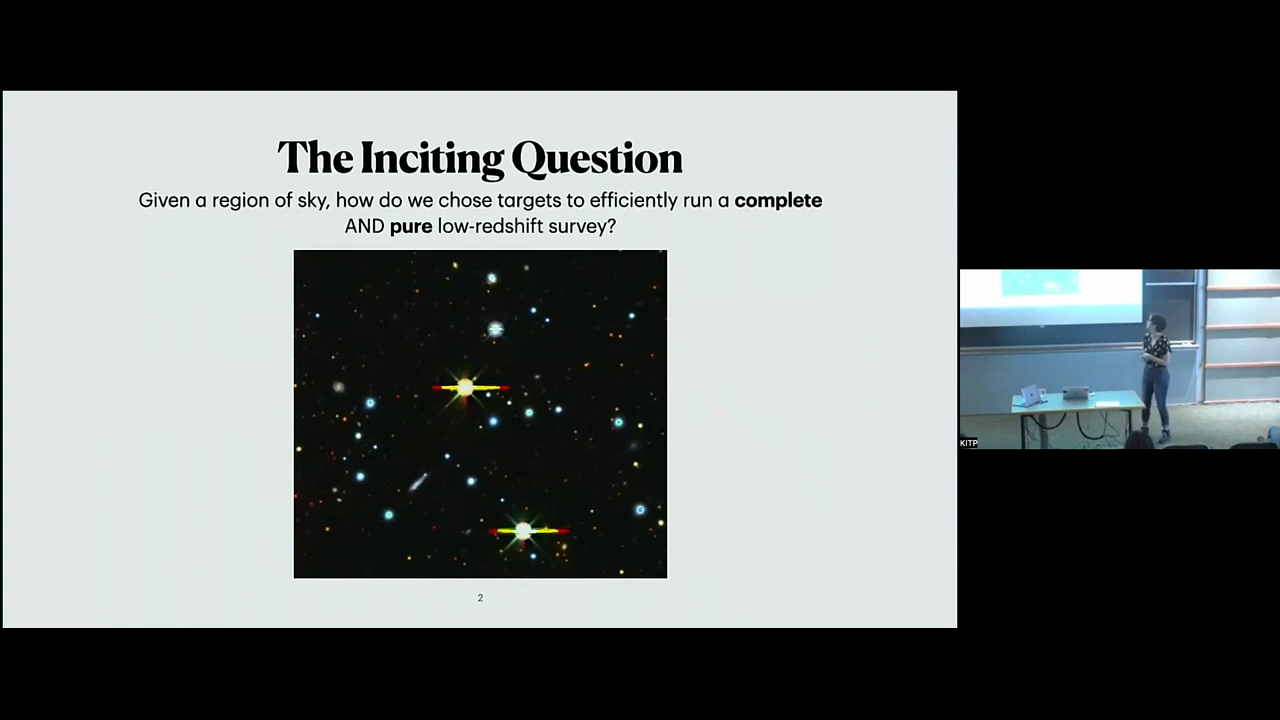 The Inciting Question
Given a region of sky, how do we chose targets to efficiently run a complete
AND pure low-redshift survey?
2
KITP